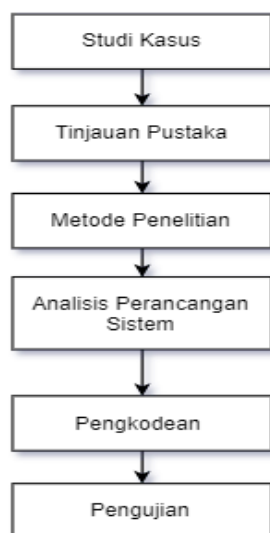 Studi Kasus
Tinjauan Pustaka
Metode Penelitian
Analisis Perancangan
Sistem
Pengkodean
Pengujian